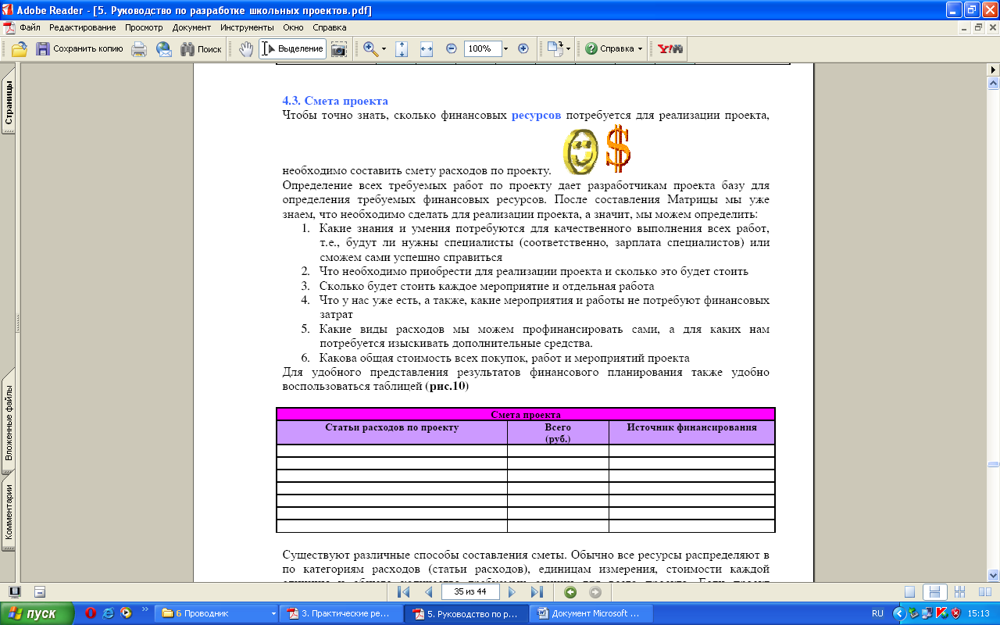 Adobe Reader - [5. Руководство по разработке школьных проектов.pdf]
Файл Редактирование Просмотр Документ Инструменты Окно Справка
Сохранить копию Поиск Выделение 100% Справка Y!
Страницы
Вложенные файлы
Комментарии
4.3. Смета проекта
Чтобы точно знать, сколько финансовых ресурсов потребуется для реализации проекта,
необходимо составить смету расходов по проекту. $
Определение всех требуемых работ по проекту дает разработчикам проекта базу для
определения требуемых финансовых ресурсов. После составления Матрицы мы уже
знаем, что необходимо сделать для реализации проекта, а значит, мы можем определить:
1. Какие знания и умения потребуются для качественного выполнения всех работ,
т.е., будут ли нужны специалисты (соответственно, зарплата специалистов) или
сможем сами успешно справиться
2. Что необходимо приобрести для реализации проекта и сколько это будет стоить
3. Сколько будет стоить каждое мероприятие и отдельная работа
4. Что у нас уже есть, а также, какие мероприятия и работы не потребуют финансовых
затрат
5. Какие виды расходов мы можем профинансировать сами, а для каких нам
потребуется изыскивать дополнительные средства.
6. Какова общая стоимость всех покупок, работ и мероприятий проекта
Для удобного представления результатов финансового планирования также удобно
воспользоваться таблицей (рис.10)
Смета проекта
Статьи расходов по проекту Всего Источник финансирования
(руб.)
Существуют различные способы составления сметы. Обычно все ресурсы распределяют в
по категориям расходов (статьи расходов), единицам измерения, стоимости каждой
35 из 44
пуск 6 Проводник 3. Практические ре... 5. Руководство по р... Документ Microsoft ... RU 15:13